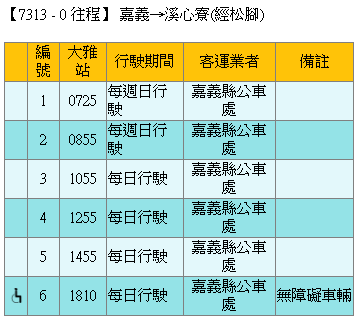 【7313 - 0 往程】 嘉義→溪心寮(經松腳)
編號 大雅站 行駛期間 客運業者 備註
1 0725 每週日行駛 嘉義縣公車處
2 0855 每週日行駛 嘉義縣公車處
3 1055 每日行駛 嘉義縣公車處
4 1255 每日行駛 嘉義縣公車處
5 1455 每日行駛 嘉義縣公車處
6 1810 每日行駛 嘉義縣公車處 無障礙車輛